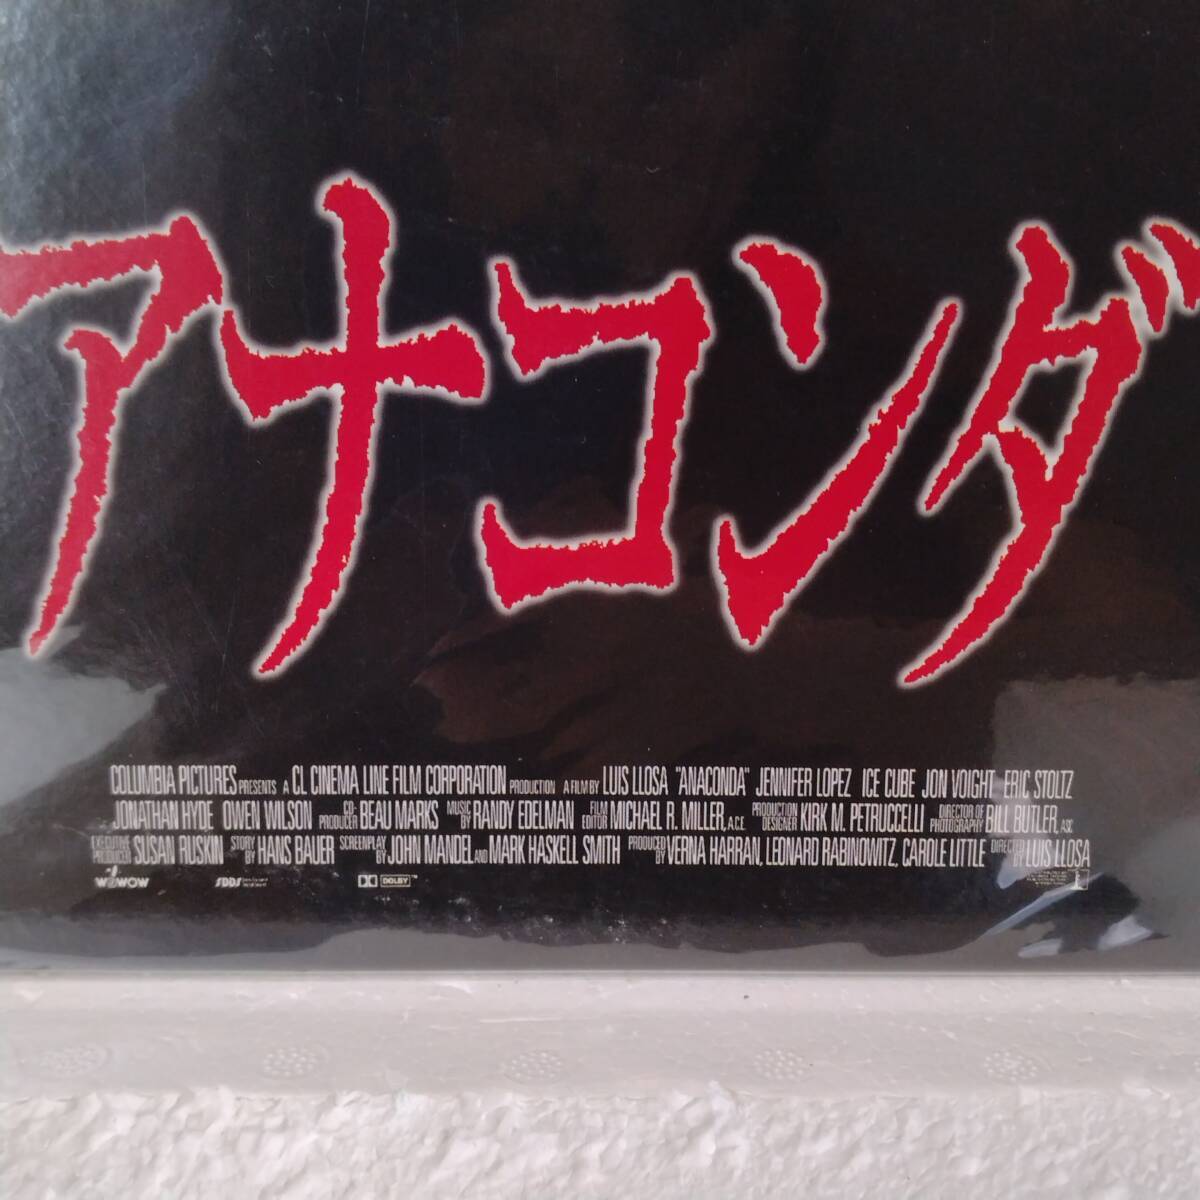 アナコンダ
COLUMBIA PICTURES PRESENTS A CL CINEMA LINE FILM CORPORATION PRODUCTION A FILM BY LUIS LLOSA "ANACONDA" JENNIFER LOPEZ ICE CUBE JON VOIGHT ERIC STOLTZ
JONATHAN HYDE OWEN WILSON CO-PRODUCER BEAU MARKS MUSIC BY RANDY EDELMAN FILM EDITOR MICHAEL R. MILLER, A.C.E. PRODUCTION DESIGNER KIRK M. PETRUCCELLI DIRECTOR OF PHOTOGRAPHY BILL BUTLER, ASC
EXECUTIVE PRODUCER SUSAN RUSKIN STORY BY HANS BAUER SCREENPLAY BY JOHN MANDEL AND MARK HASKELL SMITH PRODUCED BY VERNA HARRAN, LEONARD RABINOWITZ, CAROLE LITTLE DIRECTED BY LUIS LLOSA
WOWOW SDDS DOLBY